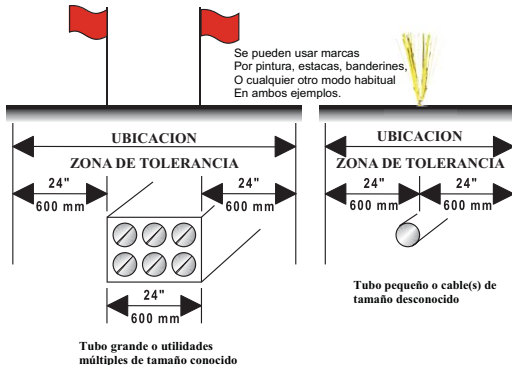 Se pueden usar marcas
Por pintura, estacas, banderines,
O cualquier otro modo habitual
En ambos ejemplos.
UBICACION
ZONA DE TOLERANCIA
24"
600 mm
24"
600 mm
24"
600 mm
Tubo grande o utilidades
múltiples de tamaño conocido
UBICACION
ZONA DE TOLERANCIA
24"
600 mm
24"
600 mm
Tubo pequeño o cable(s) de
tamaño desconocido